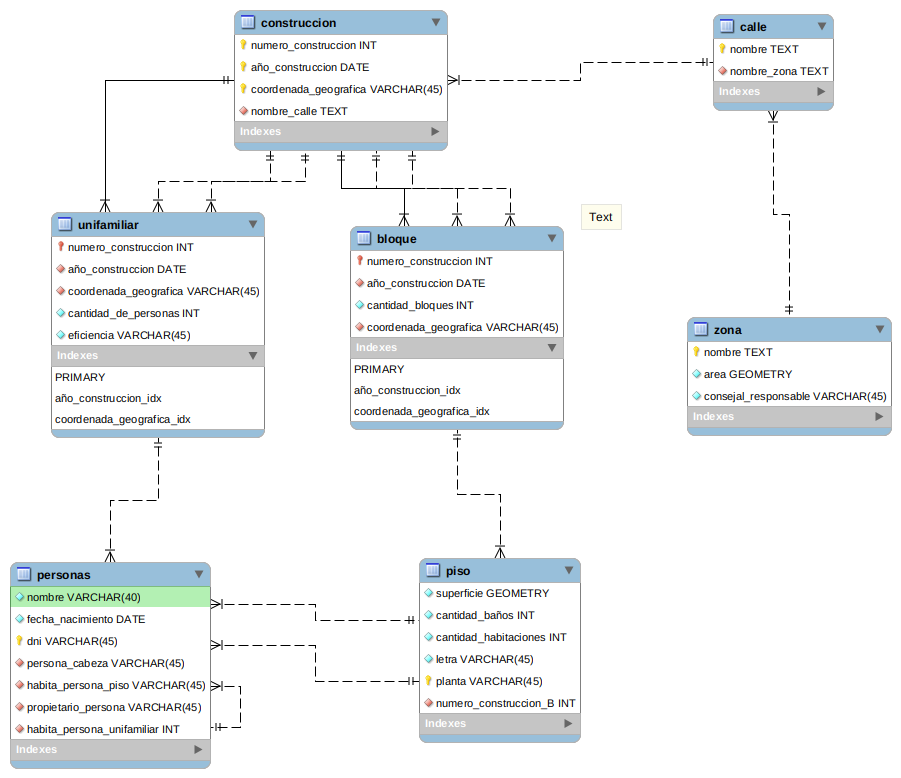 construccion
numero_construccion INT
año_construccion DATE
coordenada_geografica VARCHAR(45)
nombre_calle TEXT
Indexes
calle
nombre TEXT
nombre_zona TEXT
Indexes
unifamiliar
numero_construccion INT
año_construccion DATE
coordenada_geografica VARCHAR(45)
cantidad_de_personas INT
eficiencia VARCHAR(45)
Indexes
PRIMARY
año_construccion_idx
coordenada_geografica_idx
bloque
numero_construccion INT
año_construccion DATE
cantidad_bloques INT
coordenada_geografica VARCHAR(45)
Indexes
PRIMARY
año_construccion_idx
coordenada_geografica_idx
Text
zona
nombre TEXT
area GEOMETRY
consejal_responsable VARCHAR(45)
Indexes
personas
nombre VARCHAR(40)
fecha_nacimiento DATE
dni VARCHAR(45)
persona_cabeza VARCHAR(45)
habita_persona_piso VARCHAR(45)
propietario_persona VARCHAR(45)
habita_persona_unifamiliar INT
Indexes
piso
superficie GEOMETRY
cantidad_baños INT
cantidad_habitaciones INT
letra VARCHAR(45)
planta VARCHAR(45)
numero_construccion_B INT
Indexes